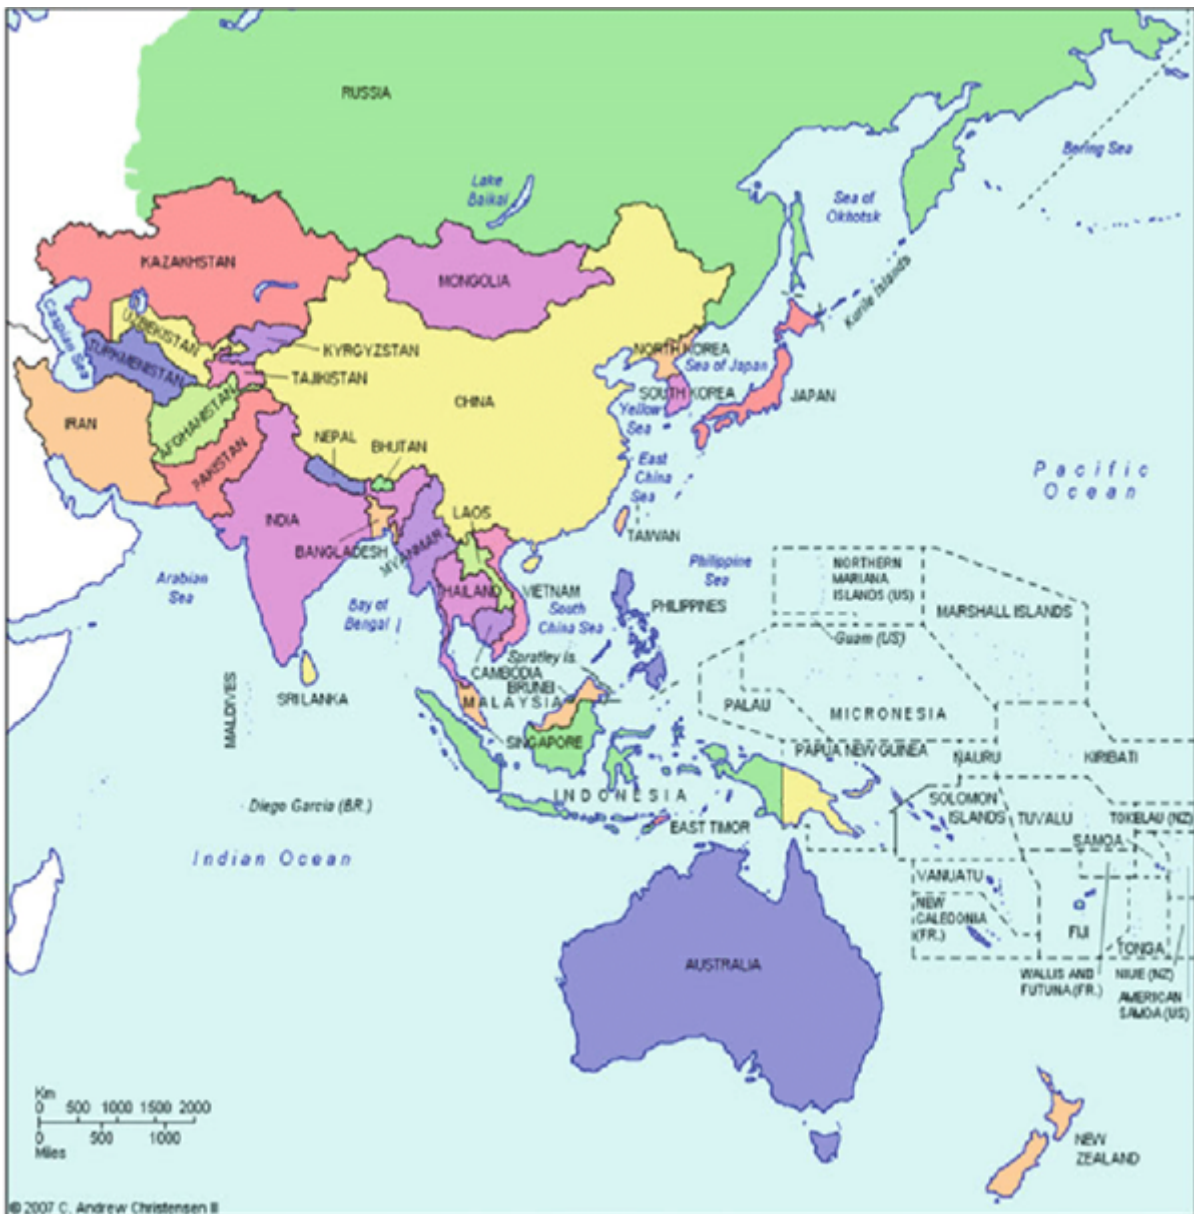 RUSSIA
Bering Sea
Lake
Baikal
Sea of
Okhotsk
KAZAKHSTAN
MONGOLIA
Kurile Islands
Caspian Sea
UZBEKISTAN
TURKMENISTAN
KYRGYZSTAN
NORTH KOREA
Sea of Japan
TAJIKISTAN
SOUTH KOREA
JAPAN
CHINA
Yellow
Sea
IRAN
AFGHANISTAN
PAKISTAN
NEPAL
BHUTAN
East
China
Sea
Pacific
Ocean
LAOS
INDIA
TAIWAN
BANGLADESH
MYANMAR
Arabian
Sea
Philippine
Sea
NORTHERN
MARIANA
ISLANDS (US)
THAILAND
VIETNAM
Bay of
Bengal
South
China Sea
PHILIPPINES
MARSHALL ISLANDS
Guam (US)
Spratley Is.
CAMBODIA
BRUNEI
MALAYSIA
MALDIVES
SRI LANKA
PALAU
MICRONESIA
SINGAPORE
PAPUA NEW GUINEA
NAURU
KIRIBATI
INDONESIA
Diego Garcia (BR.)
SOLOMON
ISLANDS
TUVALU
TOKELAU (NZ)
EAST TIMOR
SAMOA
Indian Ocean
VANUATU
NEW
CALEDONIA
(FR.)
FIJI
TONGA
AUSTRALIA
WALLIS AND
FUTUNA (FR.)
NIUE (NZ)
AMERICAN
SAMOA (US)
Km
0 500 1000 1500 2000
0 500 1000
Miles
NEW
ZEALAND
© 2007 C. Andrew Christensen II